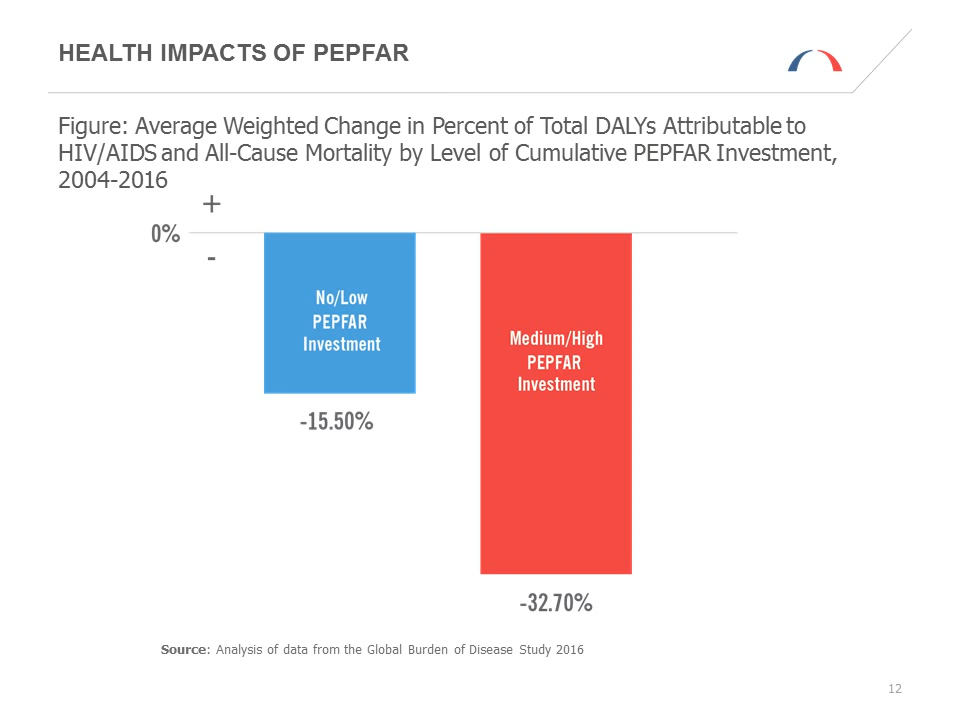 HEALTH IMPACTS OF PEPFAR
Figure: Average Weighted Change in Percent of Total DALYs Attributable to
HIV/AIDS and All-Cause Mortality by Level of Cumulative PEPFAR Investment,
2004-2016
+
0%
-
No/Low
PEPFAR
Investment
Medium/High
PEPFAR
Investment
-15.50%
-32.70%
Source: Analysis of data from the Global Burden of Disease Study 2016
12